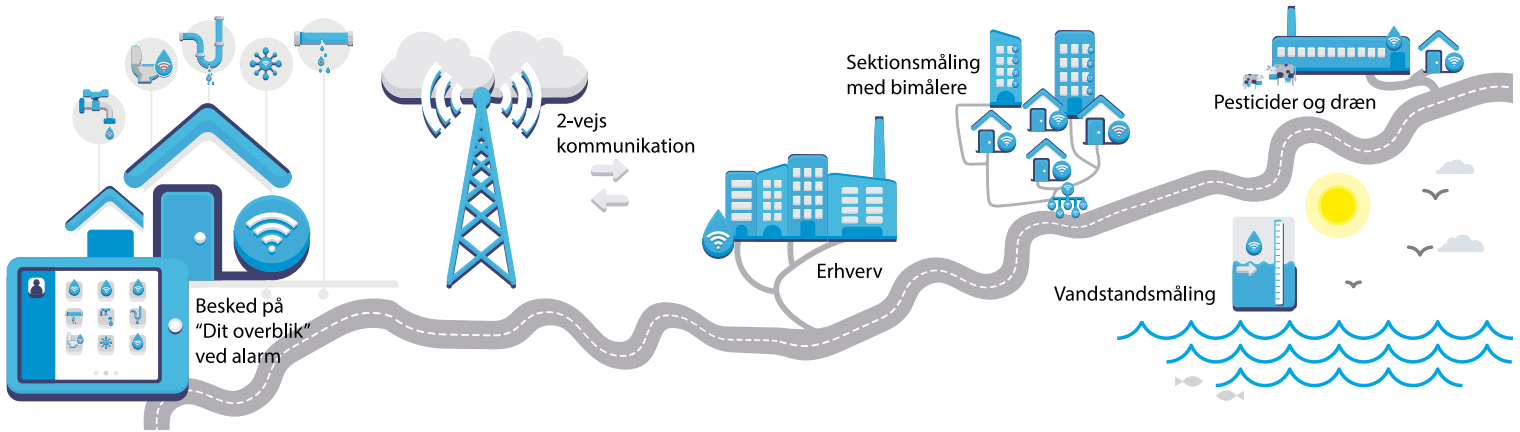 Besked på
“Dit overblik”
ved alarm
2-vejs
kommunikation
Erhverv
Sektionsmåling
med bimålere
Vandstandsmåling
Pesticider og dræn